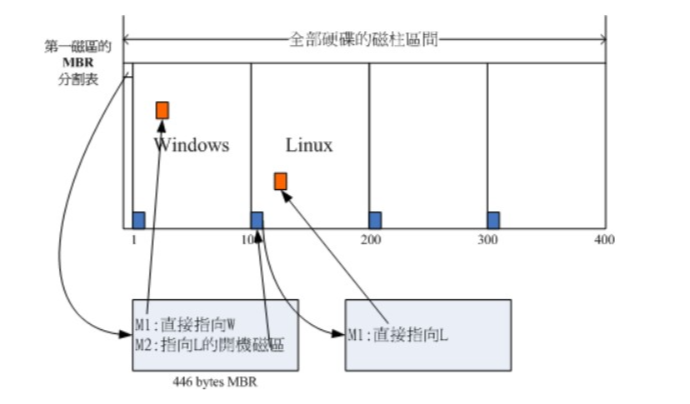 全部硬碟的磁柱區間
第一磁區的
MBR
分割表
Windows
Linux
1
200
300
400
M1:直接指向W
M2:指向L的開機磁區
M1:直接指向L
446 bytes MBR